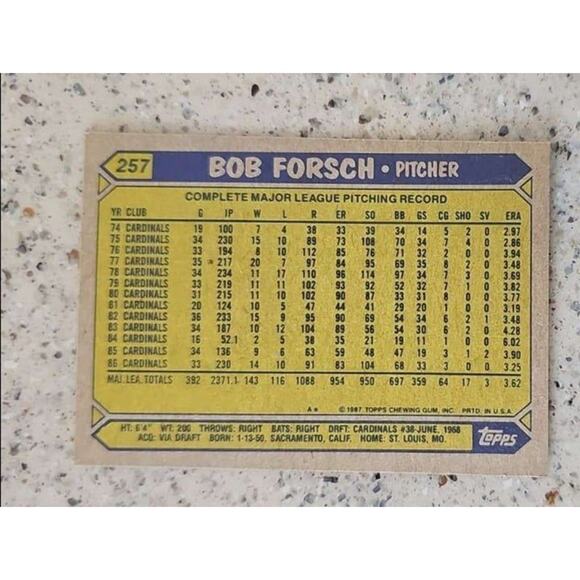 257 BOB FORSCH • PITCHER
COMPLETE MAJOR LEAGUE PITCHING RECORD
YR CLUB G IP W L R ER SO BB GS CG SHO SV ERA
74 CARDINALS 19 100 7 4 38 33 39 34 14 5 2 0 2.97
75 CARDINALS 34 230 15 10 89 73 108 70 34 7 4 0 2.86
76 CARDINALS 33 194 8 10 112 85 76 71 32 2 0 0 3.94
77 CARDINALS 35 217 20 7 97 84 95 69 35 8 2 0 3.48
78 CARDINALS 34 234 11 17 110 96 114 97 34 7 3 0 3.69
79 CARDINALS 33 219 11 11 102 93 92 52 32 7 1 0 3.82
80 CARDINALS 31 215 11 10 102 90 87 33 31 8 0 0 3.77
81 CARDINALS 20 124 10 5 47 44 41 29 20 1 0 0 3.19
82 CARDINALS 36 233 15 9 95 90 69 54 34 6 2 1 3.48
83 CARDINALS 34 187 10 12 104 89 56 54 30 6 2 0 4.28
84 CARDINALS 16 52.1 2 5 38 35 21 19 11 1 0 0 6.02
85 CARDINALS 34 136 9 6 63 59 48 47 19 3 1 2 3.90
86 CARDINALS 33 230 14 10 91 83 104 68 33 3 0 0 3.25
MAJ.LEA.TOTALS 392 2371.1 143 116 1088 954 950 697 359 64 17 3 3.62
A* © 1987 TOPPS CHEWING GUM, INC. PRTD. IN U.S.A.
HT: 6'4" WT: 200 THROWS: RIGHT BATS: RIGHT DRFT: CARDINALS #38-JUNE, 1968
ACQ: VIA DRAFT BORN: 1-13-50, SACRAMENTO, CALIF. HOME: ST. LOUIS, MO.
topps